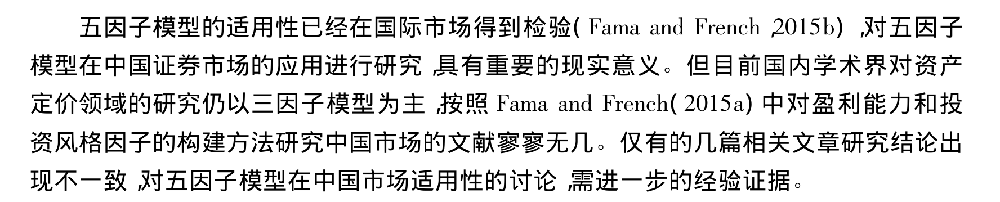 五因子模型的适用性已经在国际市场得到检验( Fama and French ,2015b) ,对五因子
模型在中国证券市场的应用进行研究 ,具有重要的现实意义。但目前国内学术界对资产
定价领域的研究仍以三因子模型为主 ,按照 Fama and French( 2015a) 中对盈利能力和投
资风格因子的构建方法研究中国市场的文献寥寥无几。仅有的几篇相关文章研究结论出
现不一致 ,对五因子模型在中国市场适用性的讨论 ,需进一步的经验证据。